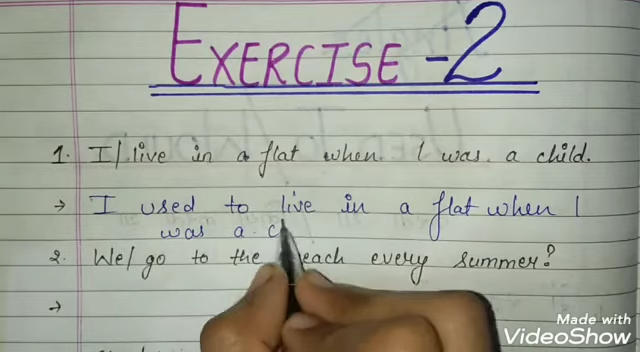 EXERCISE - 2
1. I/live in a flat when I was a child.
→ I used to live in a flat when I
was a c
2. We/go to the each every summer?
→
Made with
VideoShow